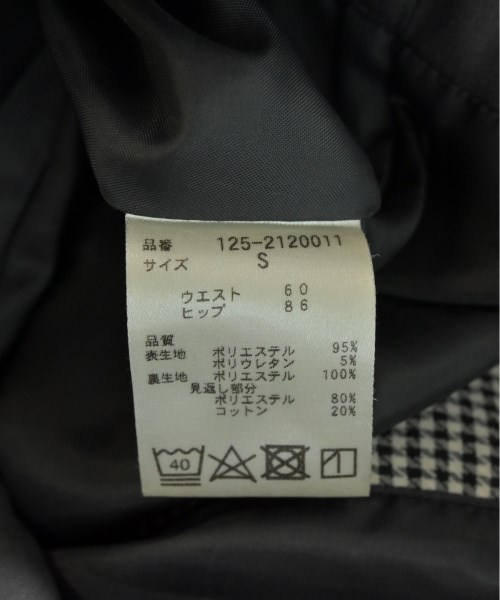 品番 125-2120011
サイズ S
ウエスト 60
ヒップ 86
品質
表生地 ポリエステル 95%
ポリウレタン 5%
裏生地 ポリエステル 100%
見返し部分
ポリエステル 80%
コットン 20%
40